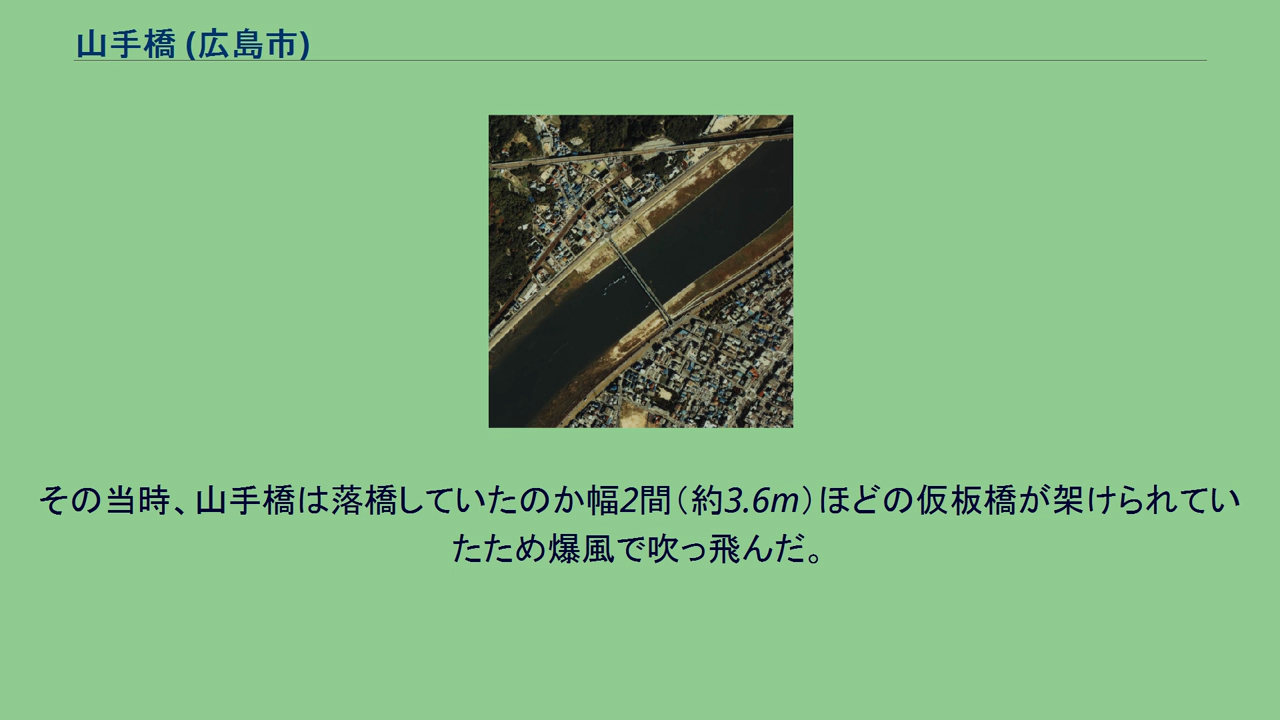 山手橋 (広島市)
その当時、山手橋は落橋していたのか幅2間（約3.6m）ほどの仮板橋が架けられてい
たため爆風で吹っ飛んだ。